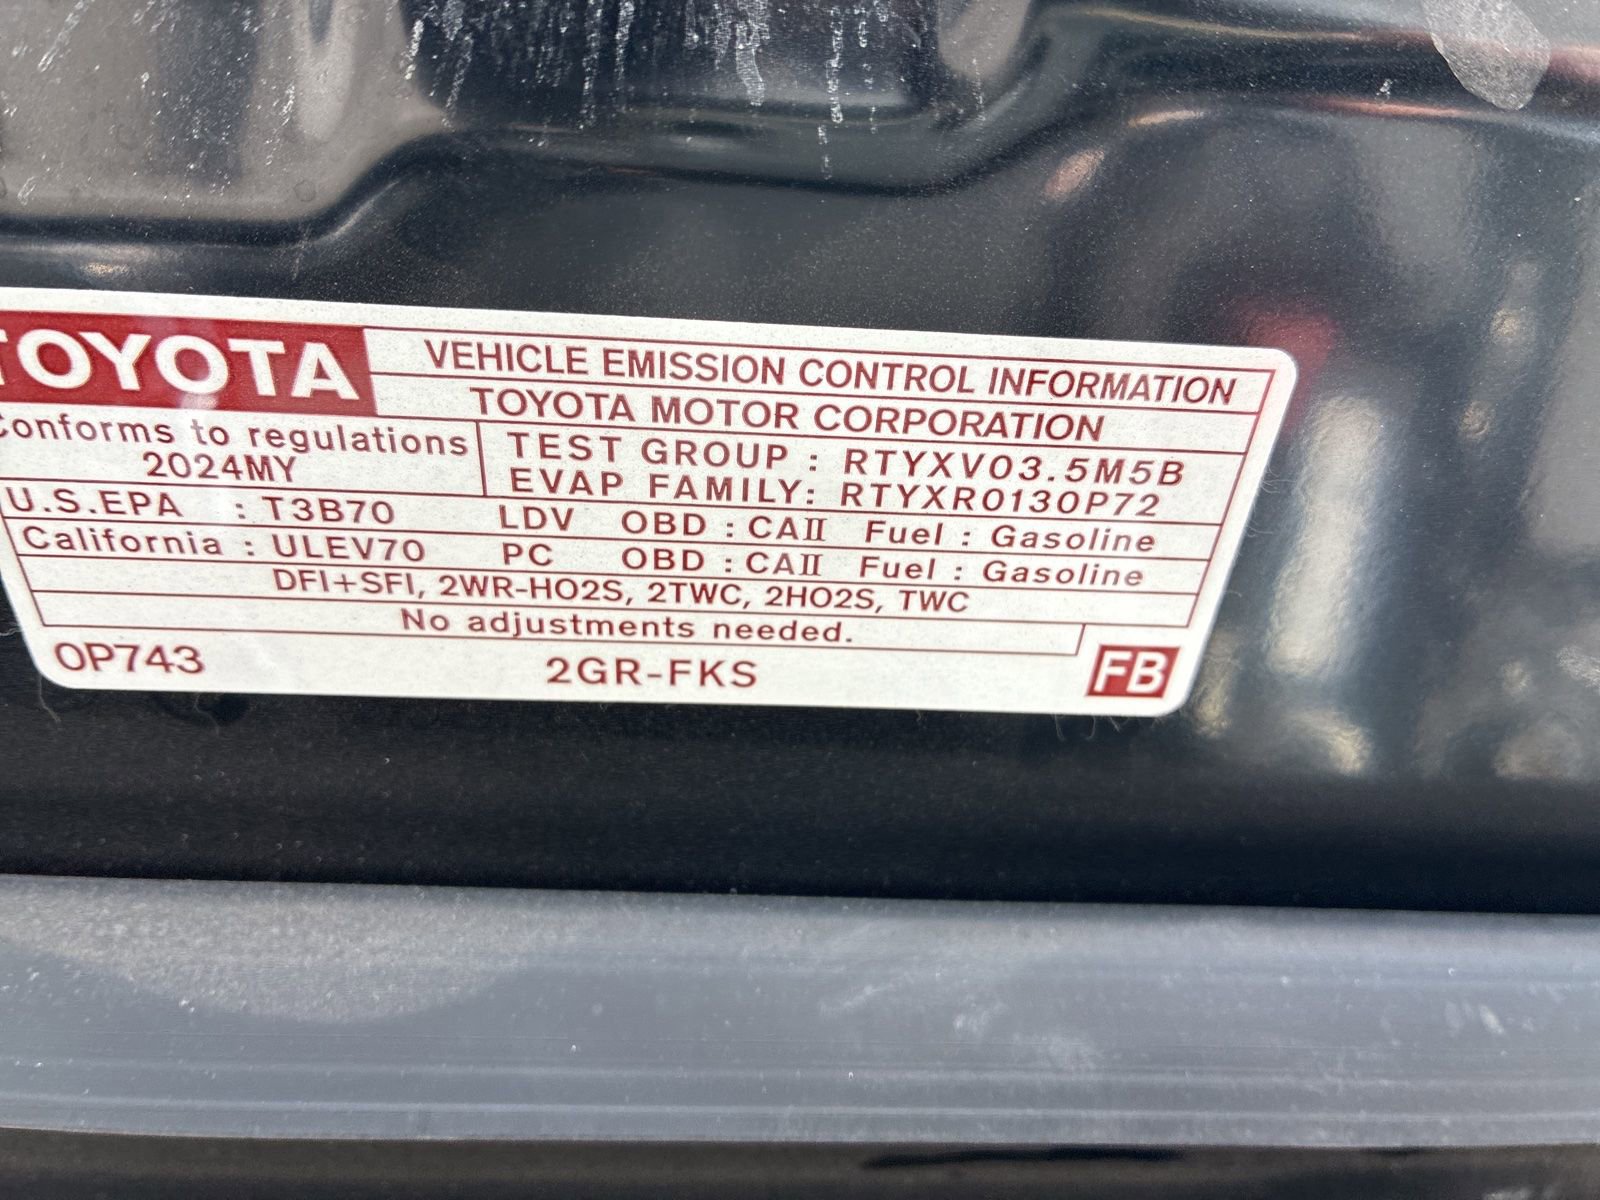 TOYOTA
VEHICLE EMISSION CONTROL INFORMATION
TOYOTA MOTOR CORPORATION
Conforms to regulations
2024MY
TEST GROUP : RTYXV03.5M5B
EVAP FAMILY: RTYXR0130P72
U.S.EPA : T3B70 LDV OBD : CAⅡ Fuel : Gasoline
California : ULEV70 PC OBD : CAⅡ Fuel : Gasoline
DFI+SFI, 2WR-HO2S, 2TWC, 2HO2S, TWC
No adjustments needed.
OP743 2GR-FKS FB